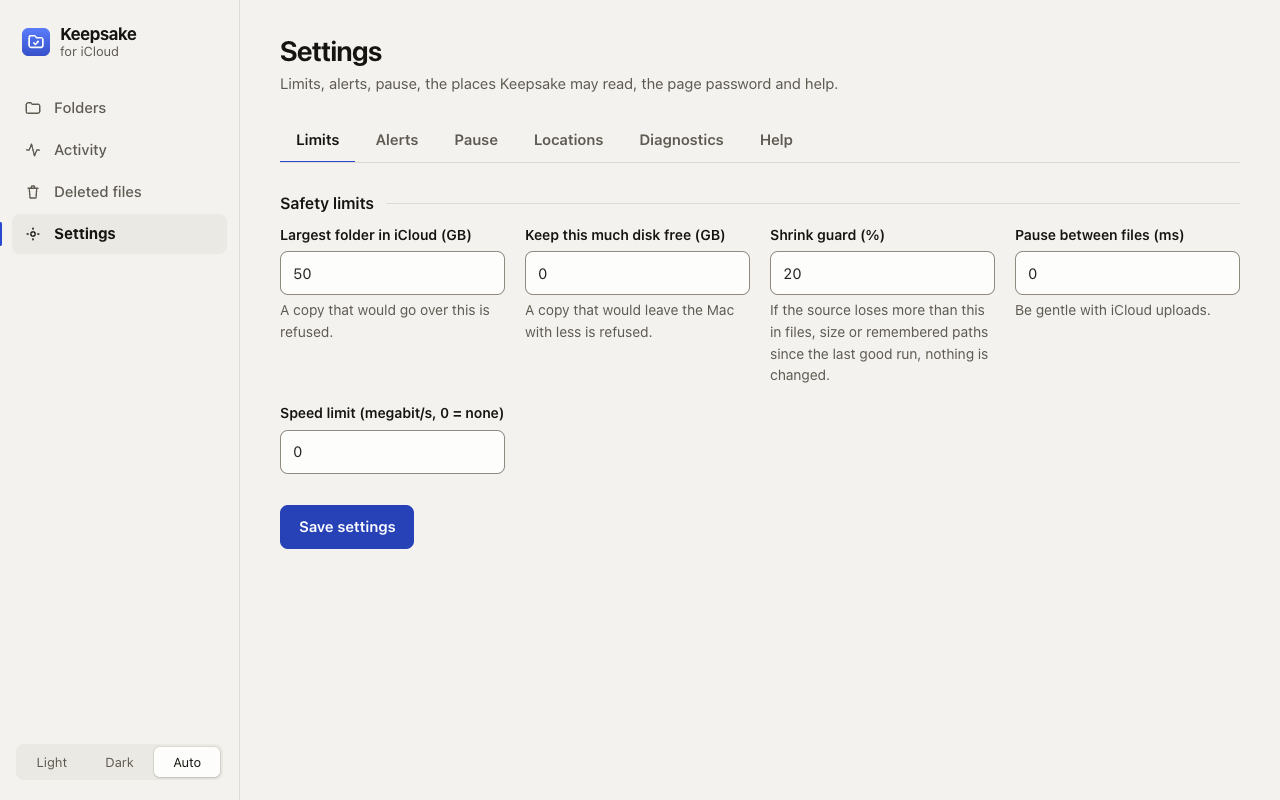 Keepsake
for iCloud
Folders
Activity
Deleted files
Settings
Light
Dark
Auto
Settings
Limits, alerts, pause, the places Keepsake may read, the page password and help.
Limits
Alerts
Pause
Locations
Diagnostics
Help
Safety limits
Largest folder in iCloud (GB)
50
A copy that would go over this is
refused.
Keep this much disk free (GB)
0
A copy that would leave the Mac
with less is refused.
Shrink guard (%)
20
If the source loses more than this
in files, size or remembered paths
since the last good run, nothing is
changed.
Pause between files (ms)
0
Be gentle with iCloud uploads.
Speed limit (megabit/s, 0 = none)
0
Save settings